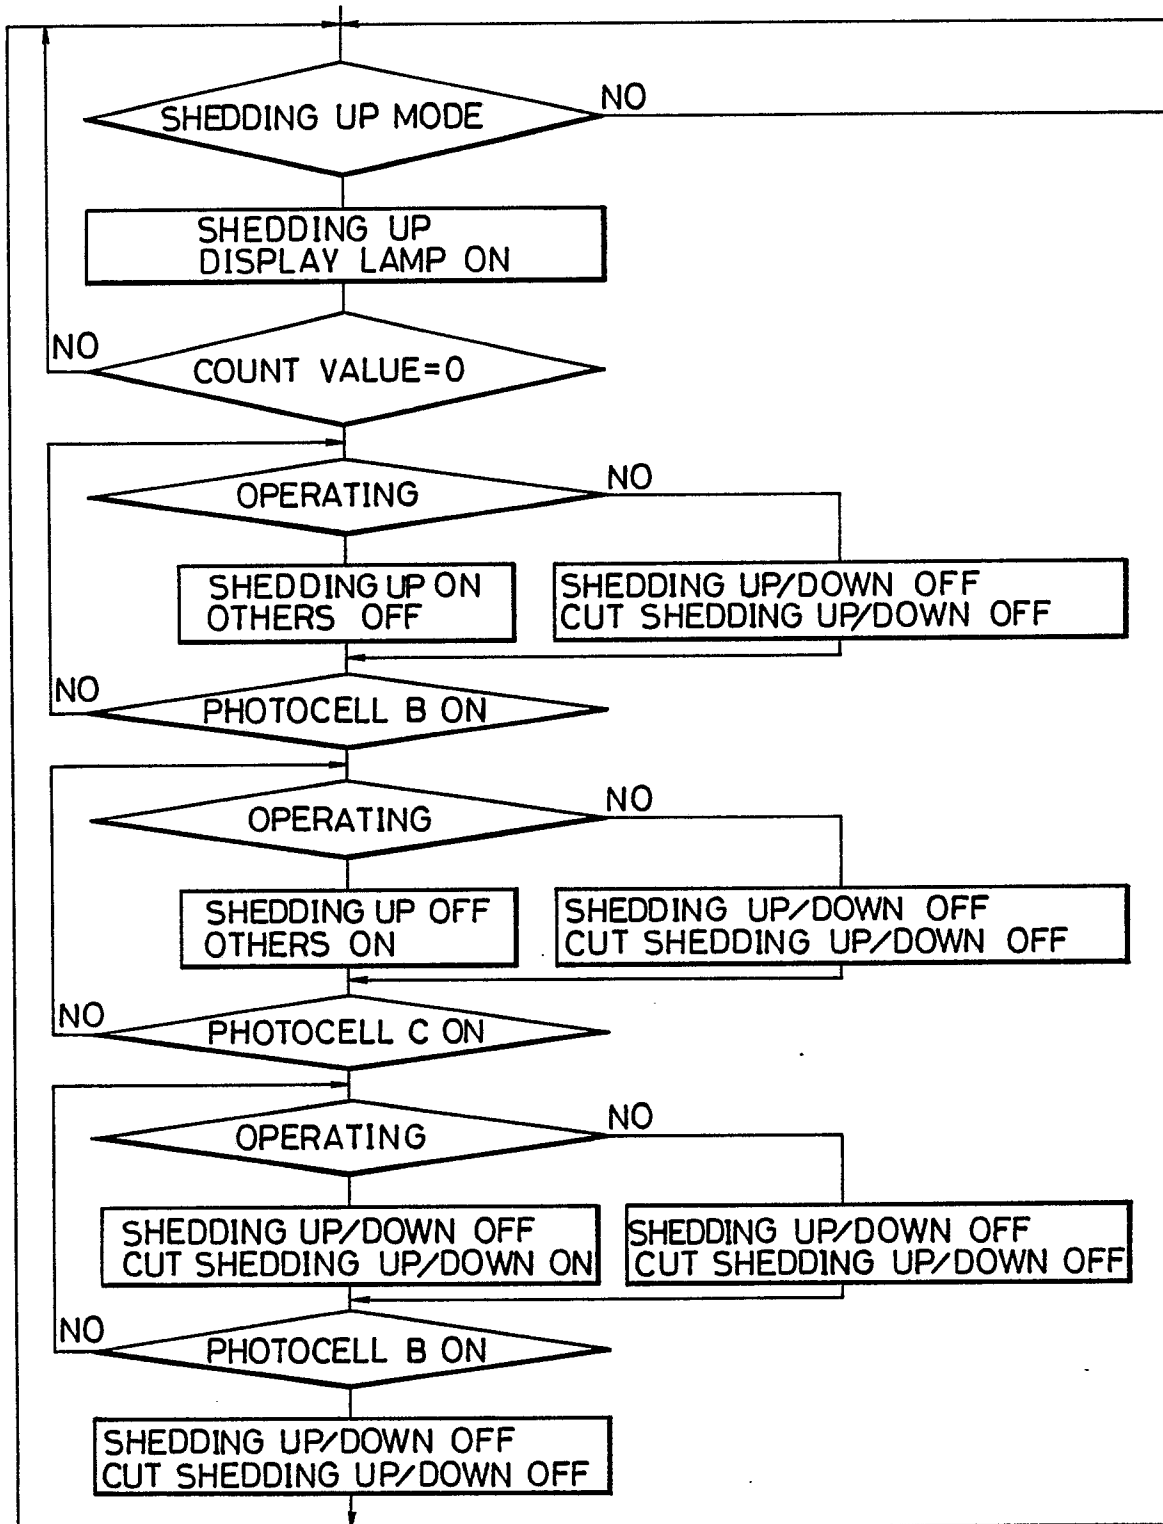 SHEDDING UP MODE
NO
SHEDDING UP
DISPLAY LAMP ON
NO
COUNT VALUE=0
OPERATING
NO
SHEDDING UP ON
OTHERS OFF
SHEDDING UP/DOWN OFF
CUT SHEDDING UP/DOWN OFF
NO
PHOTOCELL B ON
OPERATING
NO
SHEDDING UP OFF
OTHERS ON
SHEDDING UP/DOWN OFF
CUT SHEDDING UP/DOWN OFF
NO
PHOTOCELL C ON
OPERATING
NO
SHEDDING UP/DOWN OFF
CUT SHEDDING UP/DOWN ON
SHEDDING UP/DOWN OFF
CUT SHEDDING UP/DOWN OFF
NO
PHOTOCELL B ON
SHEDDING UP/DOWN OFF
CUT SHEDDING UP/DOWN OFF